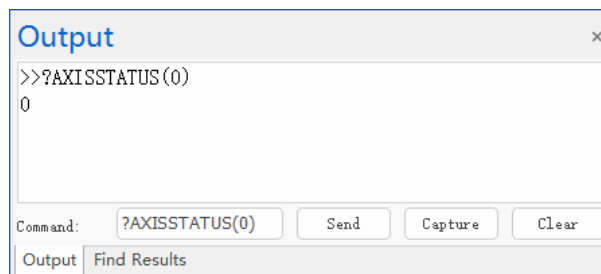 Output ×
>>?AXISSTATUS(0)
0
Command: ?AXISSTATUS(0) Send Capture Clear
Output Find Results